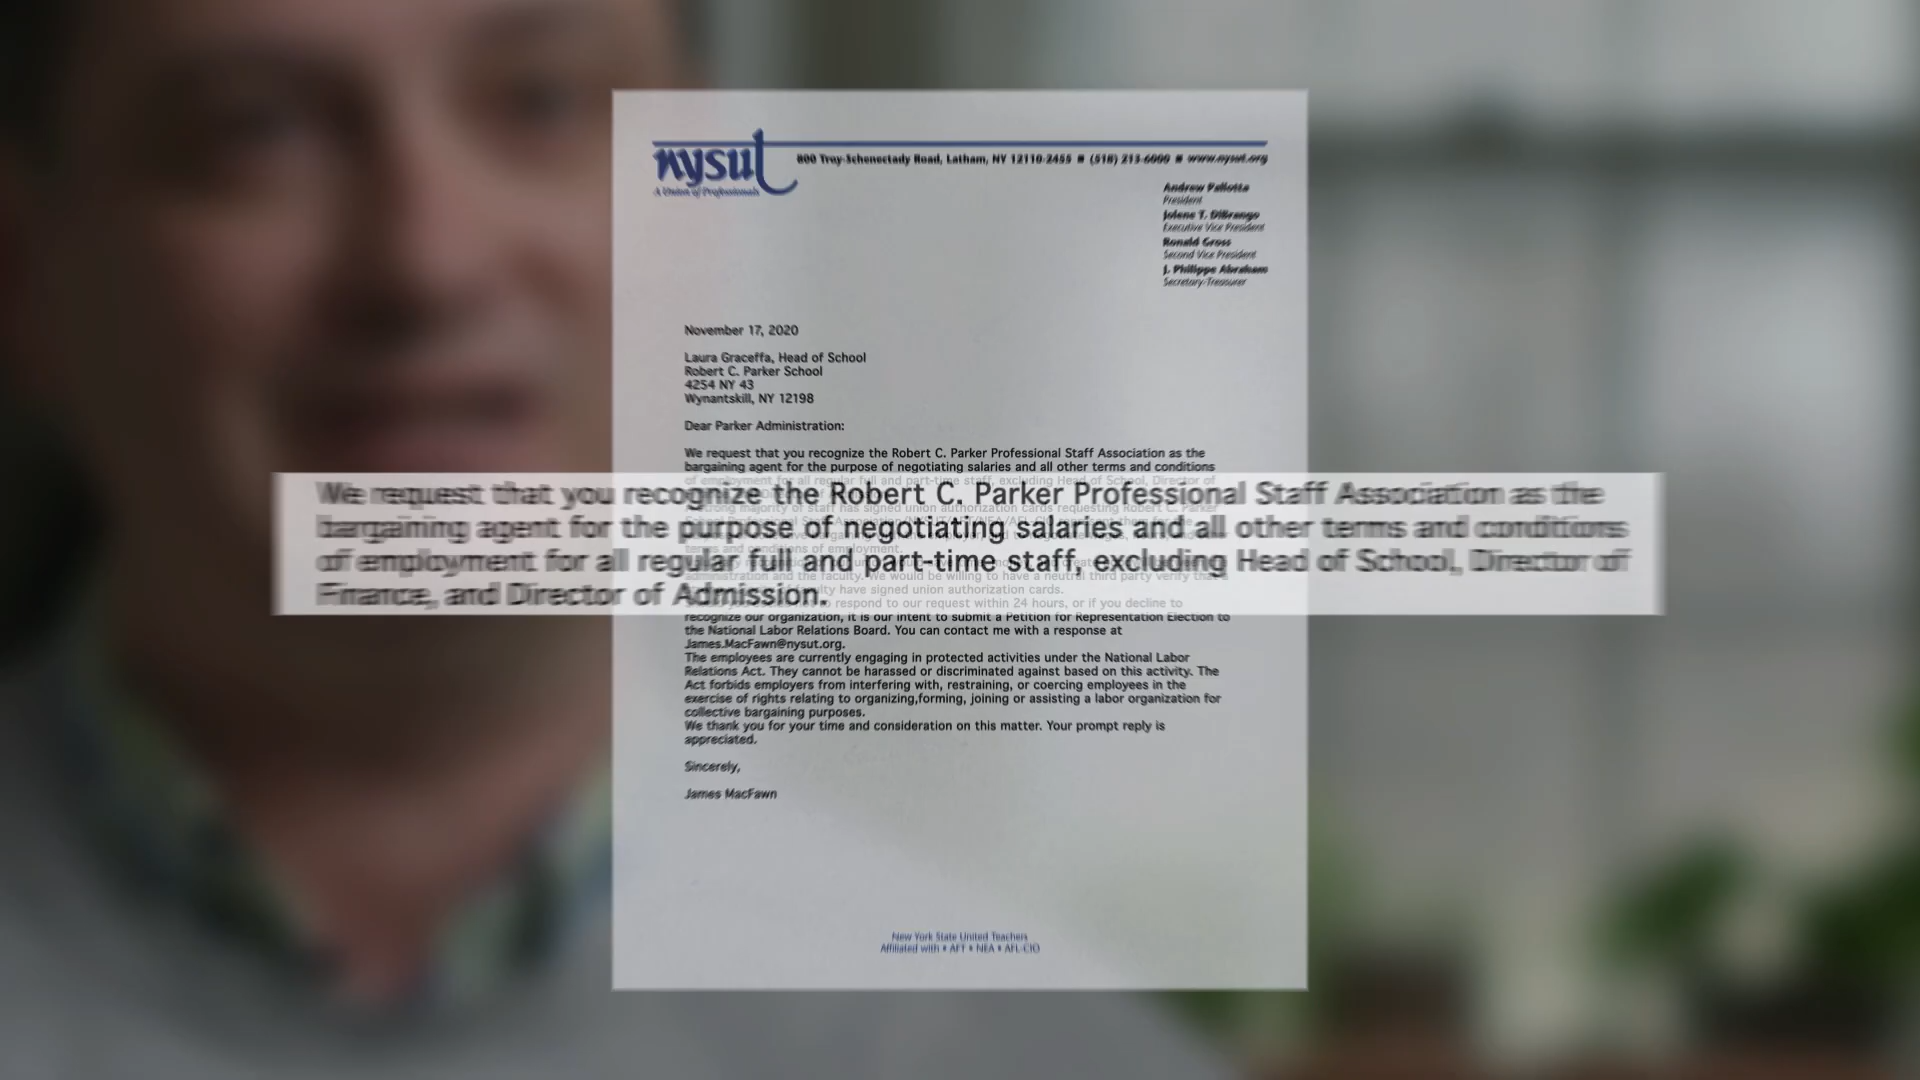 nysut
A Union of Professionals
800 Troy-Schenectady Road, Latham, NY 12110-2455 ■ (518) 213-6000 ■ www.nysut.org
Andrew Pallotta
President
Jolene T. DiBrango
Executive Vice President
Ronald Gross
Second Vice President
J. Philippe Abraham
Secretary-Treasurer
November 17, 2020
Laura Graceffa, Head of School
Robert C. Parker School
4254 NY 43
Wynantskill, NY 12198
Dear Parker Administration:
We request that you recognize the Robert C. Parker Professional Staff Association as the
bargaining agent for the purpose of negotiating salaries and all other terms and conditions
We request that you recognize the Robert C. Parker Professional Staff Association as the
bargaining agent for the purpose of negotiating salaries and all other terms and conditions
of employment for all regular full and part-time staff, excluding Head of School, Director of
Finance, and Director of Admission.
respond to our request within 24 hours, or if you decline to
recognize our organization, it is our intent to submit a Petition for Representation Election to
the National Labor Relations Board. You can contact me with a response at
James.MacFawn@nysut.org.
The employees are currently engaging in protected activities under the National Labor
Relations Act. They cannot be harassed or discriminated against based on this activity. The
Act forbids employers from interfering with, restraining, or coercing employees in the
exercise of rights relating to organizing,forming, joining or assisting a labor organization for
collective bargaining purposes.
We thank you for your time and consideration on this matter. Your prompt reply is
appreciated.
Sincerely,
James MacFawn
New York State United Teachers
Affiliated with • AFT • NEA • AFL-CIO